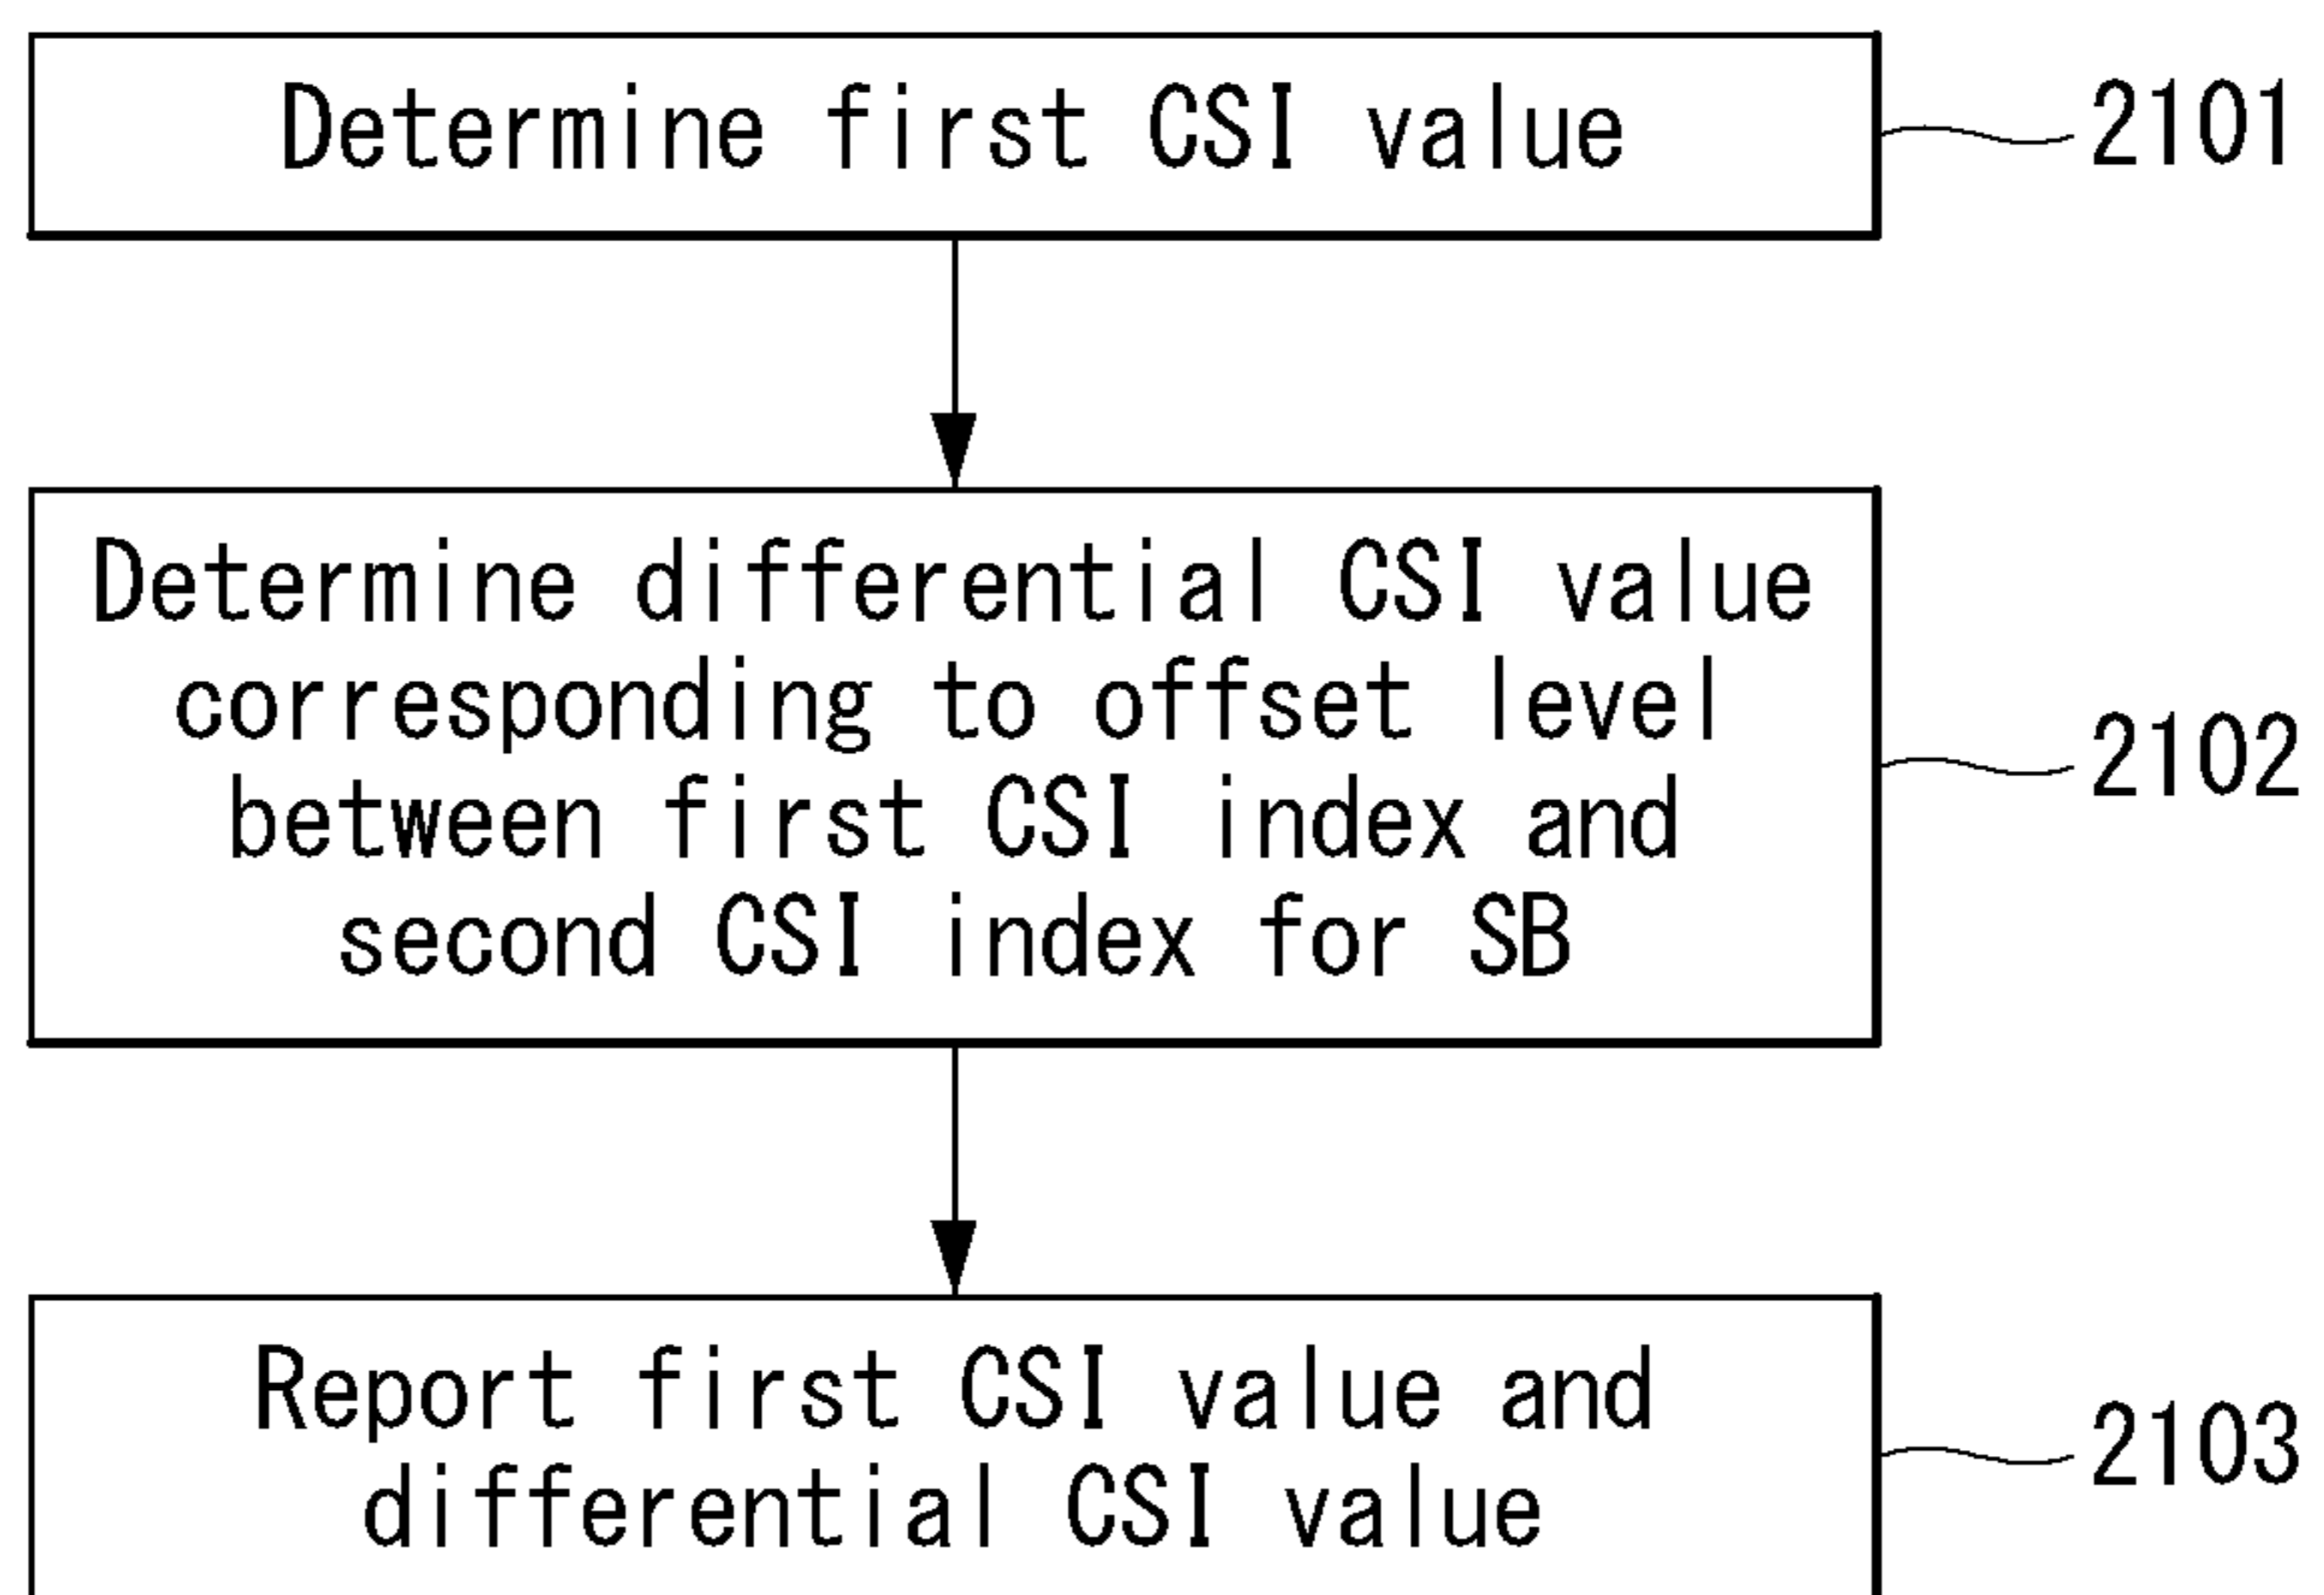 Determine first CSI value
2101
Determine differential CSI value
corresponding to offset level
between first CSI index and
second CSI index for SB
2102
Report first CSI value and
differential CSI value
2103